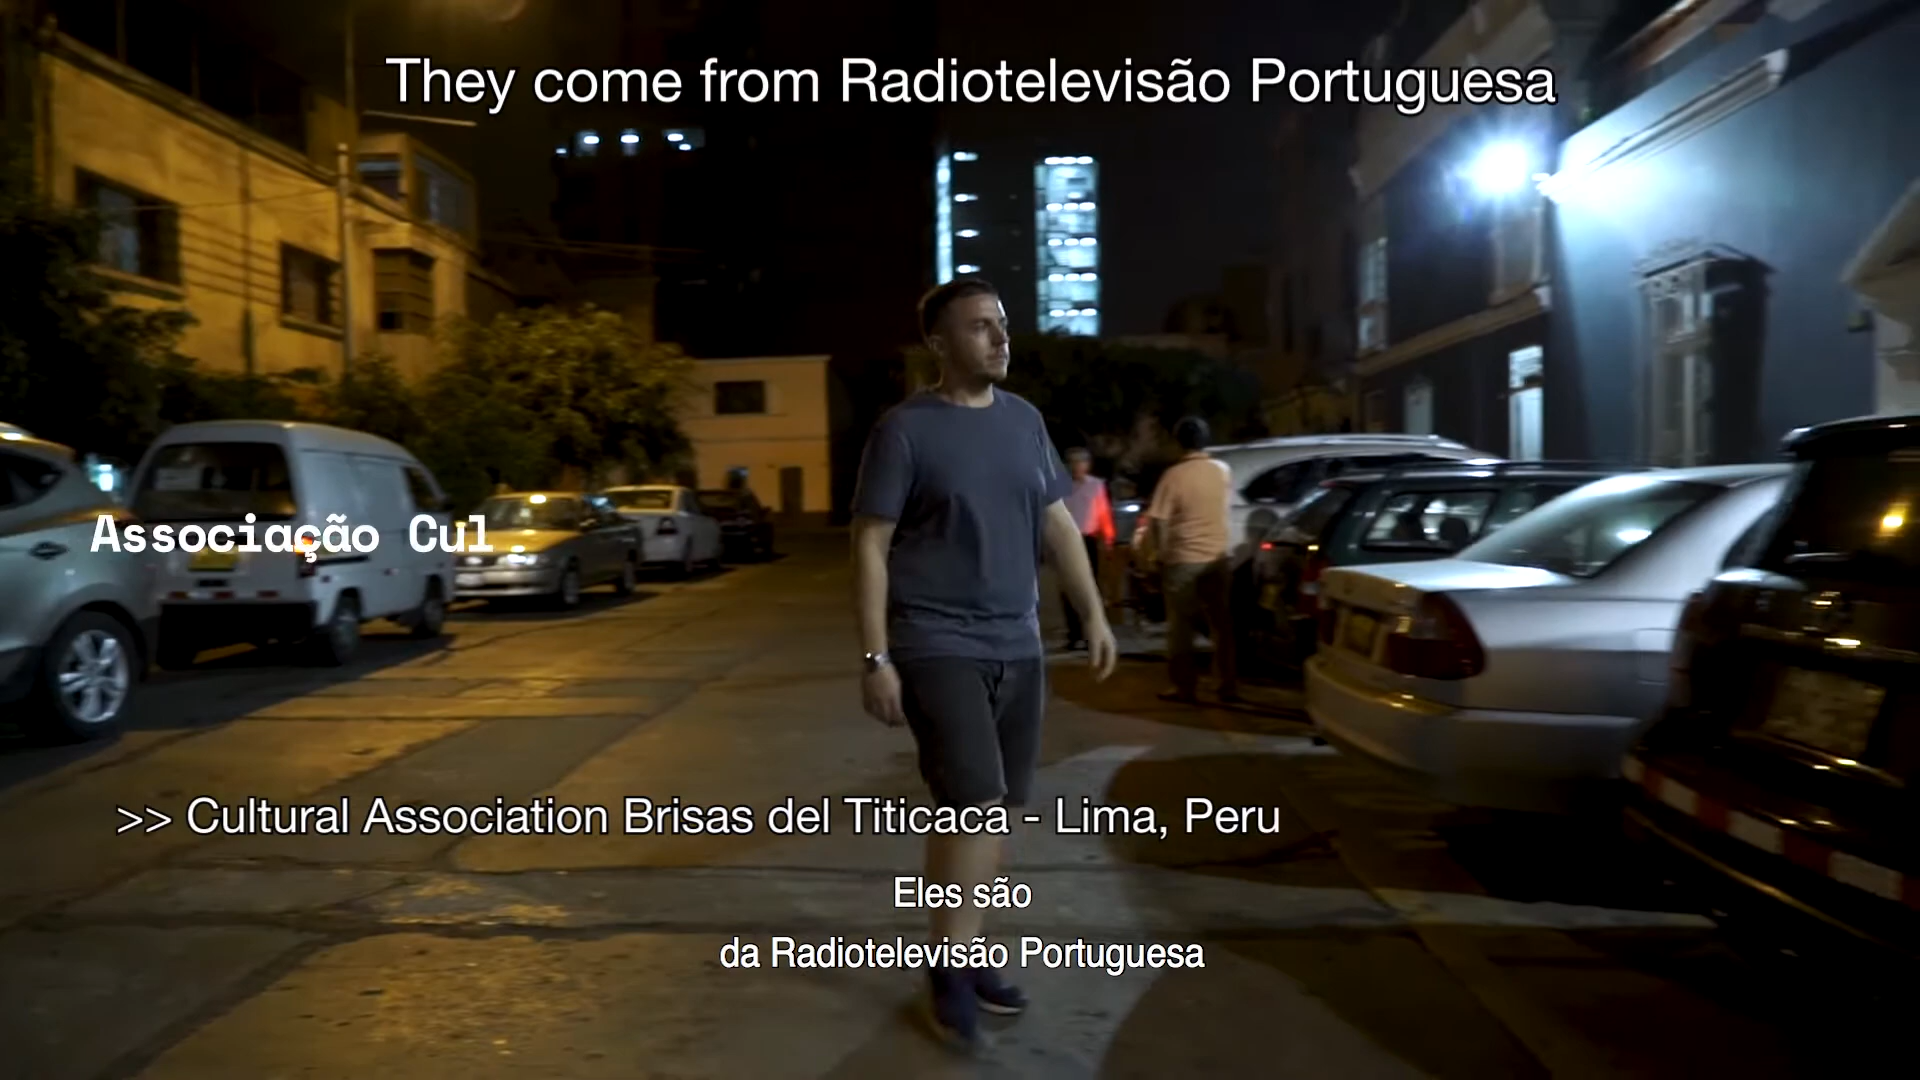 They come from Radiotelevisão Portuguesa
Associação Cul
>> Cultural Association Brisas del Titicaca - Lima, Peru
Eles são
da Radiotelevisão Portuguesa